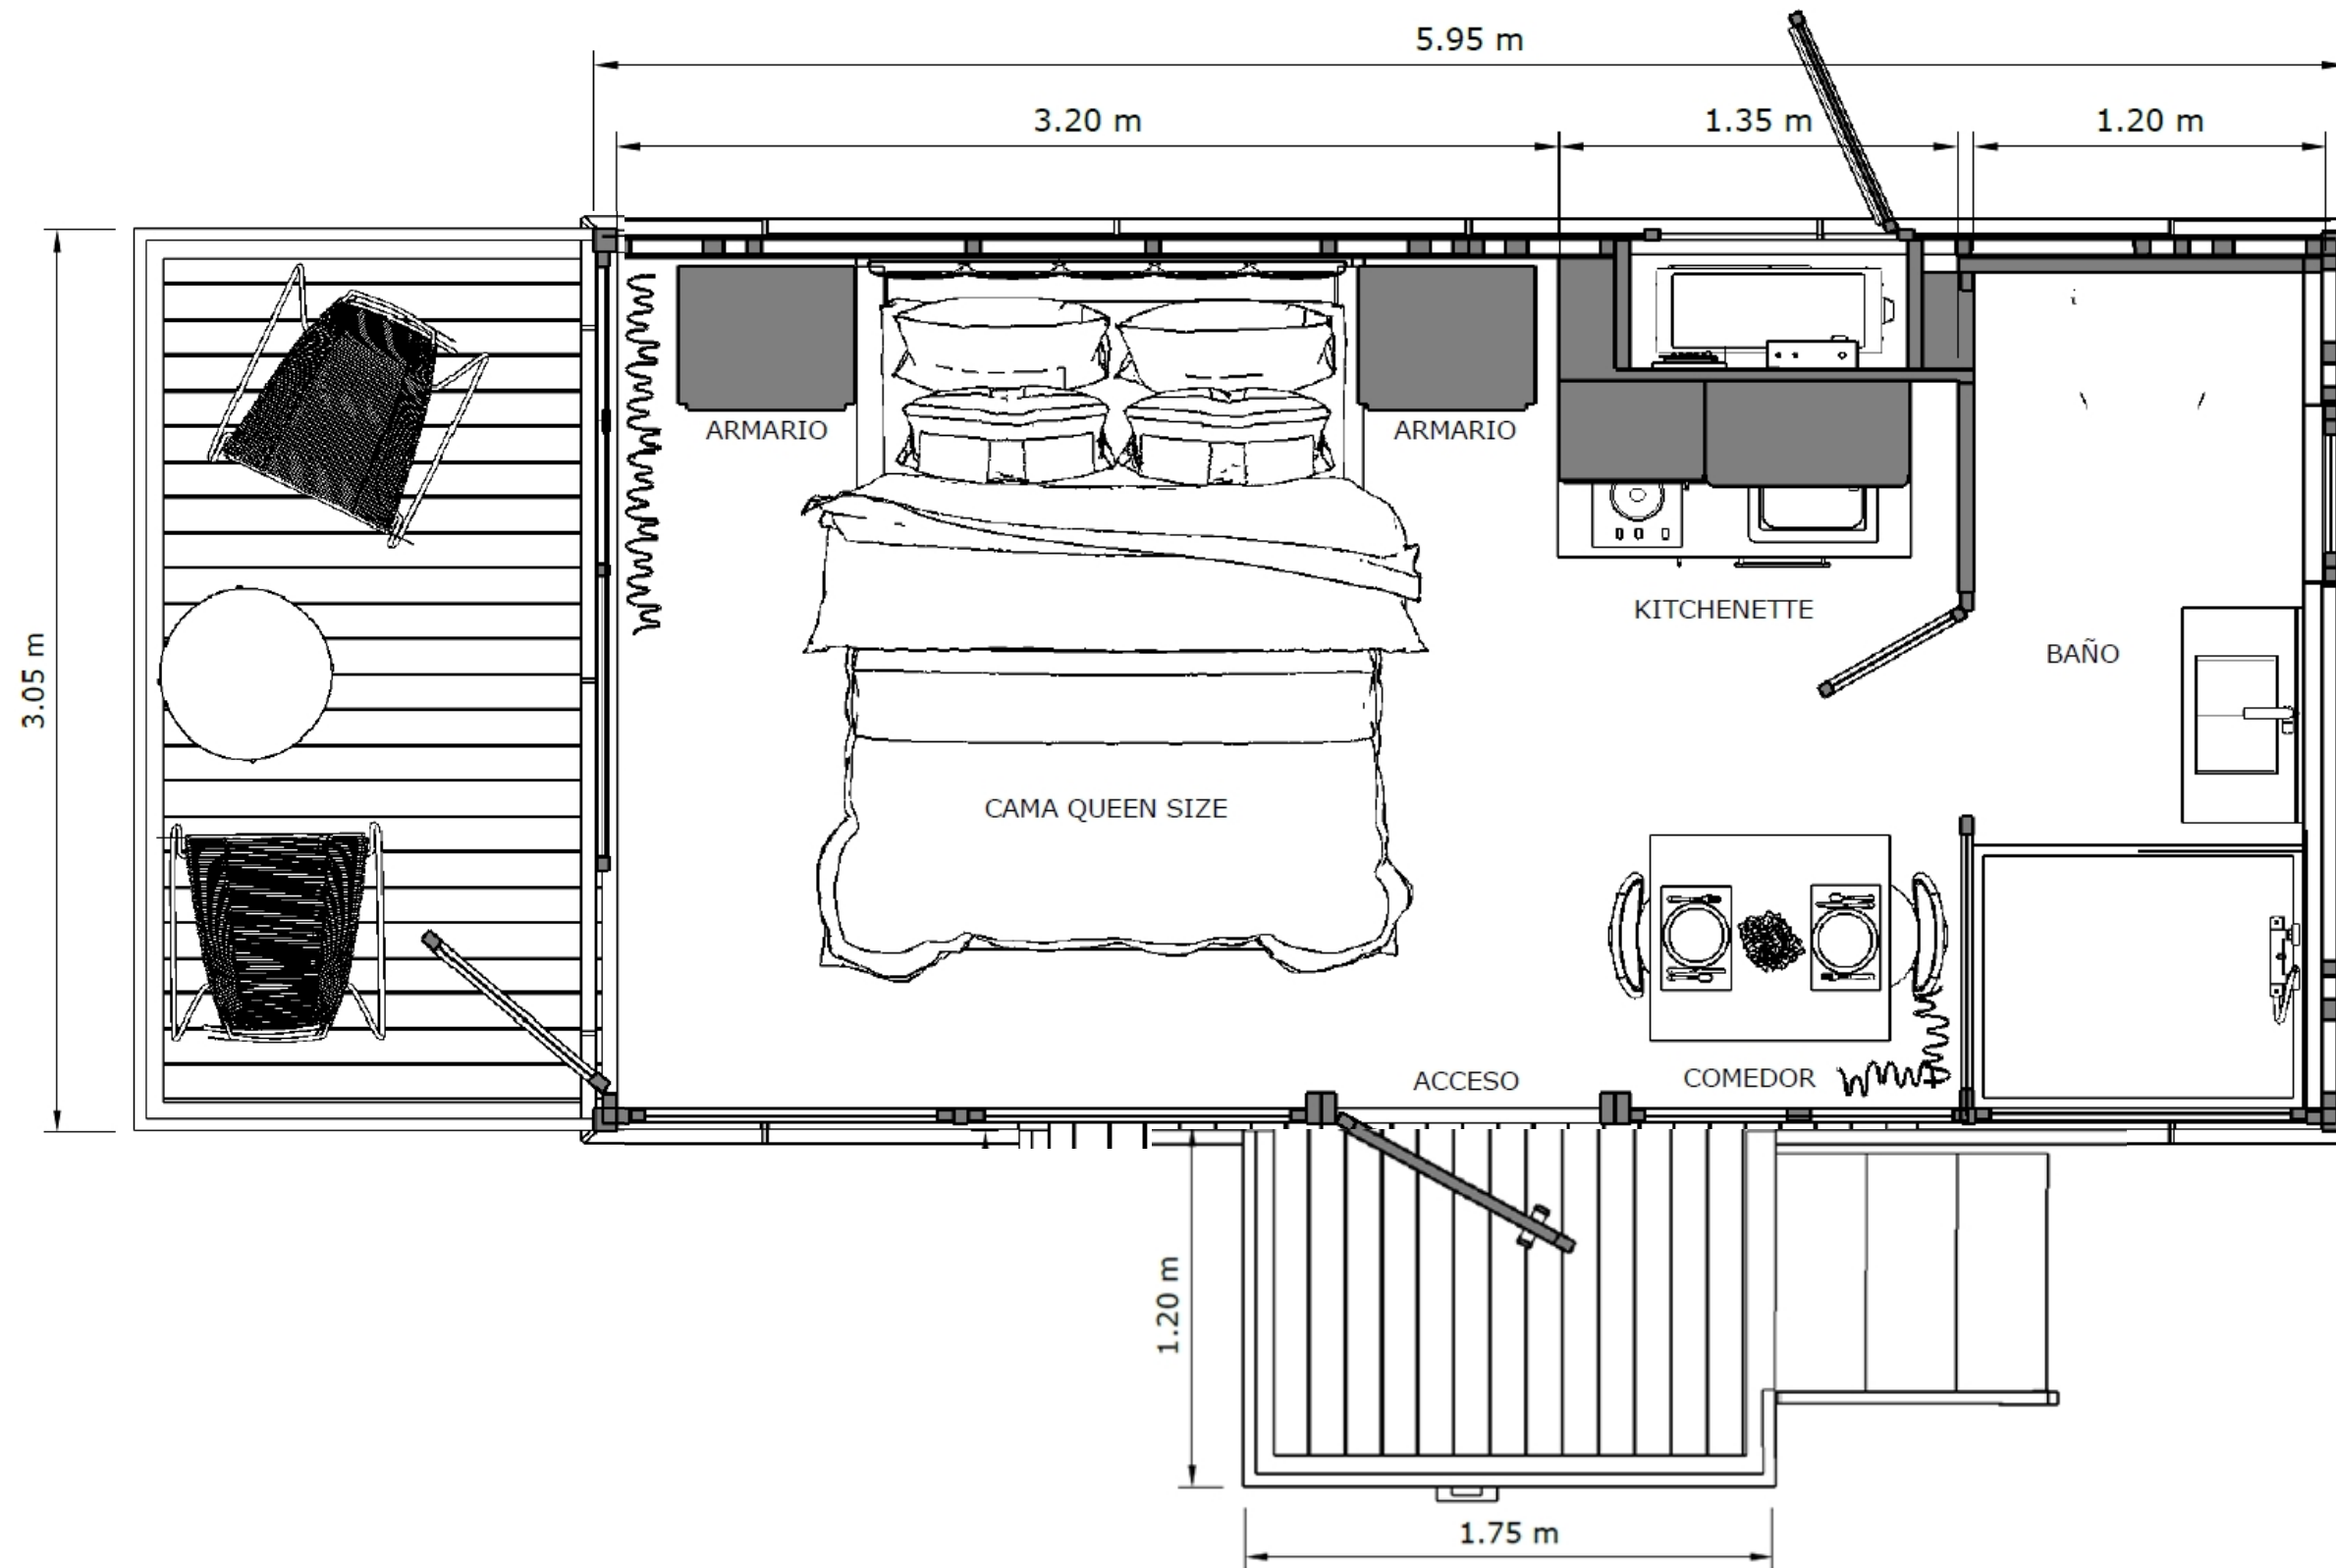 5.95 m
3.20 m
1.35 m
1.20 m
ARMARIO
ARMARIO
KITCHENETTE
BAÑO
3.05 m
CAMA QUEEN SIZE
ACCESO
COMEDOR
1.20 m
1.75 m